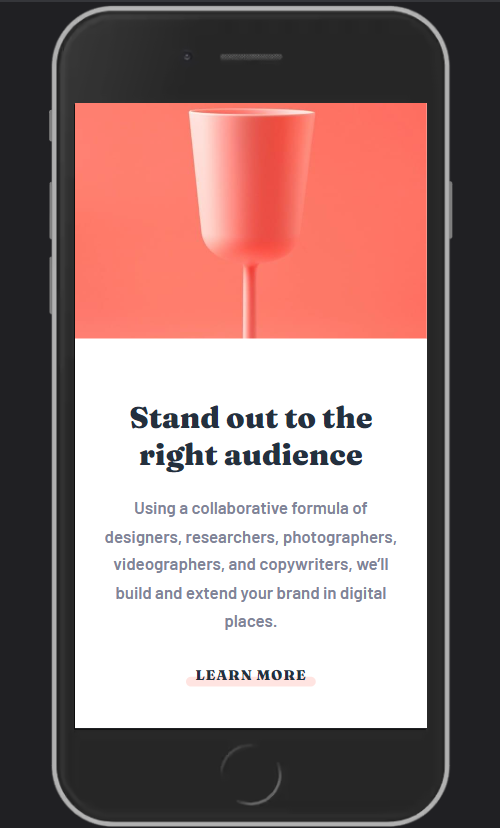 Stand out to the
right audience
Using a collaborative formula of
designers, researchers, photographers,
videographers, and copywriters, we’ll
build and extend your brand in digital
places.
LEARN MORE